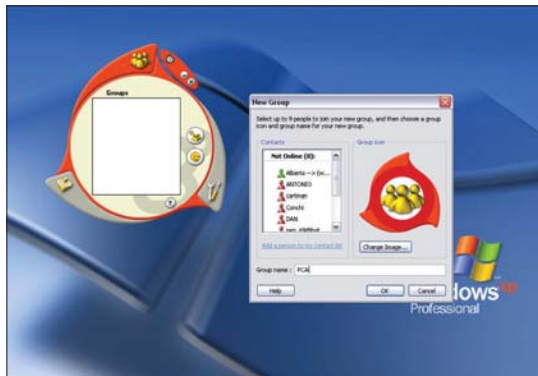 Groups
New Group
Select up to 9 people to join your new group, and then choose a group
icon and group name for your new group.
Contacts
Group icon
Not Online (8):
Alberto --> (w...
ANTONIO
cartman
Conchi
DAN
Add a person to my contact list
Change Image...
Group name : PCA
Help
OK
Cancel
dows xp
Professional